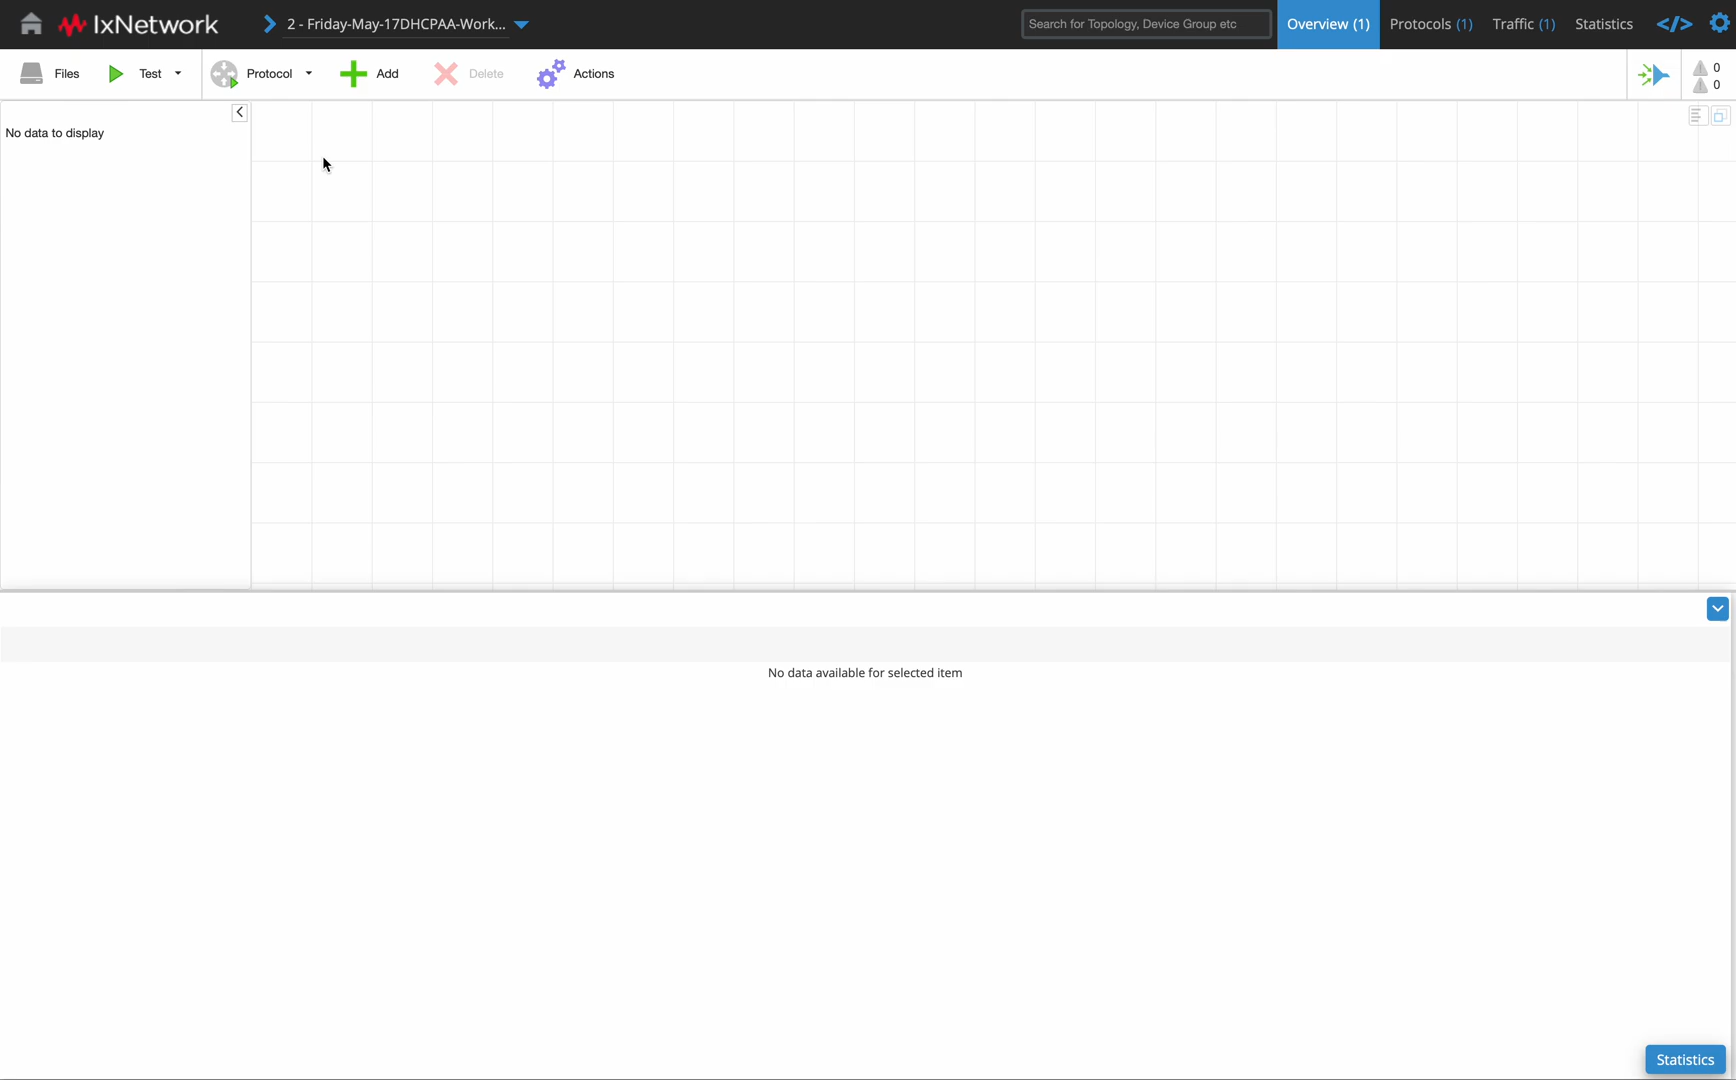 IxNetwork
2 - Friday-May-17DHCPAA-Work...
Search for Topology, Device Group etc
Overview (1)
Protocols (1)
Traffic (1)
Statistics
</>
Files
Test
Protocol
Add
Delete
Actions
0
0
No data to display
No data available for selected item
Statistics